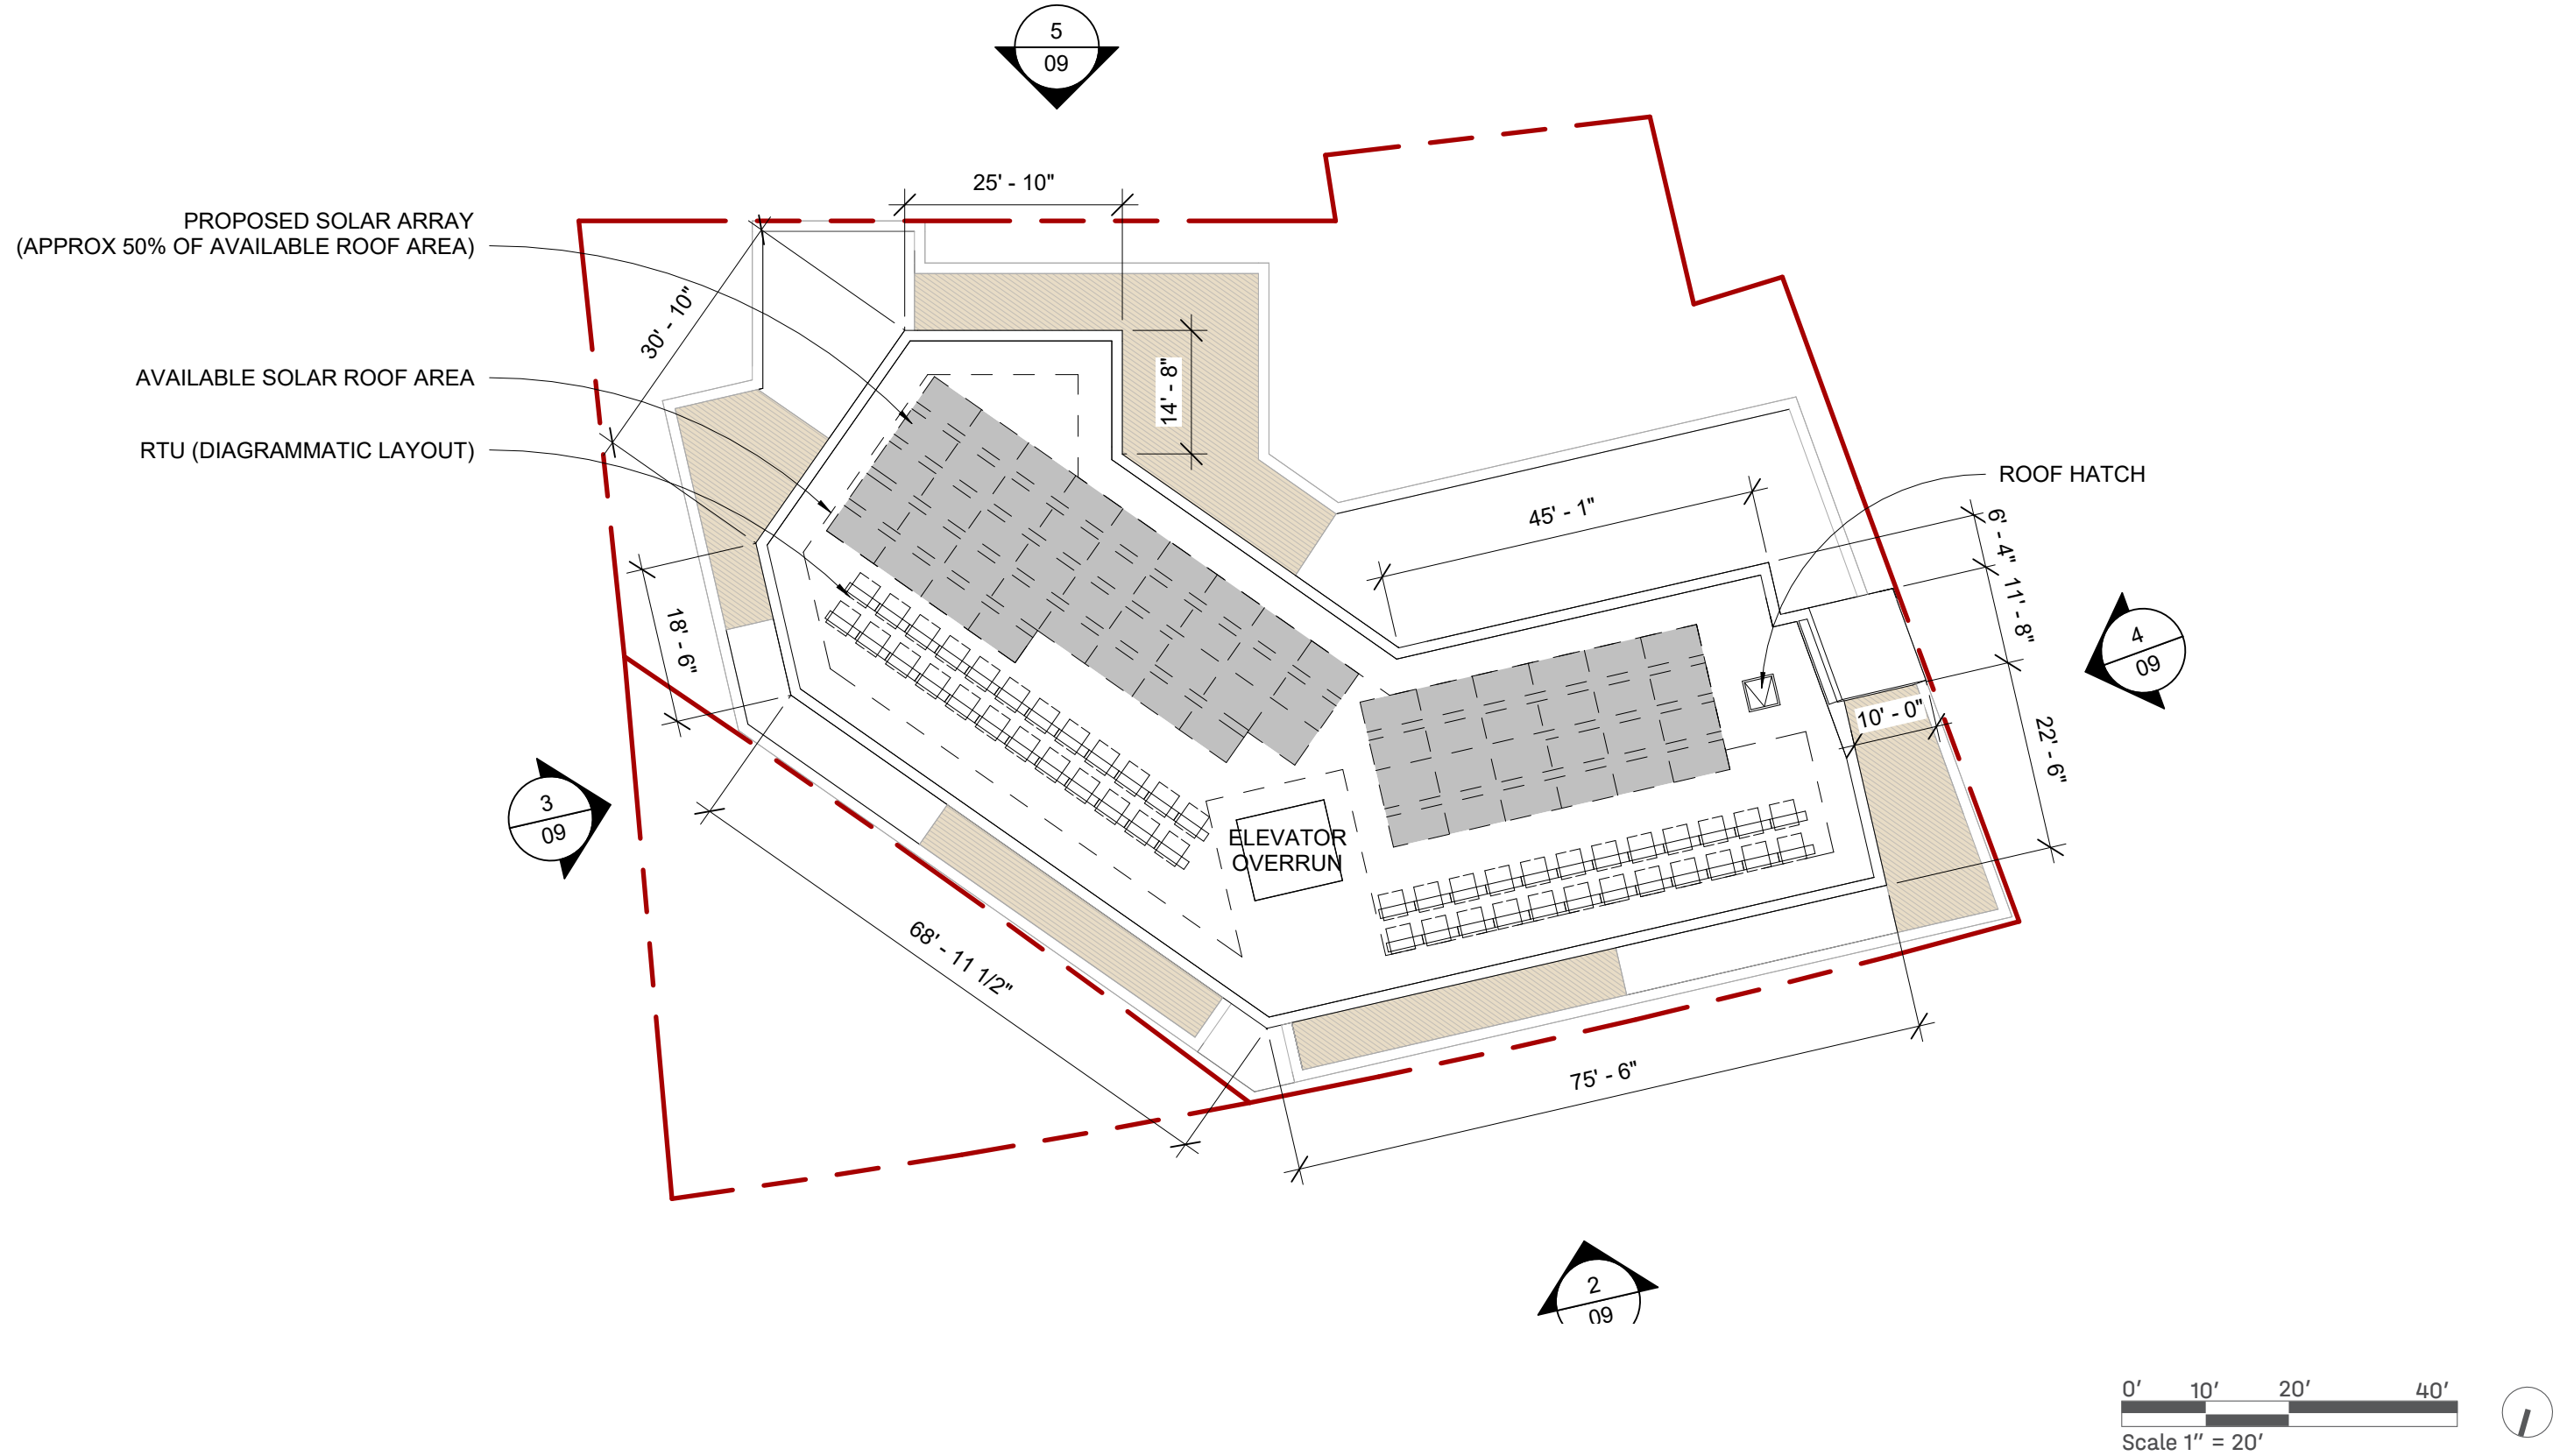 5
09
25' - 10"
PROPOSED SOLAR ARRAY
(APPROX 50% OF AVAILABLE ROOF AREA)
30' - 10"
AVAILABLE SOLAR ROOF AREA
14' - 8"
RTU (DIAGRAMMATIC LAYOUT)
ROOF HATCH
45' - 1"
6' - 4"
11' - 8"
18' - 6"
4
09
10' - 0"
22' - 6"
3
09
ELEVATOR
OVERRUN
68' - 11 1/2"
75' - 6"
2
09
0' 10' 20' 40'
Scale 1" = 20'